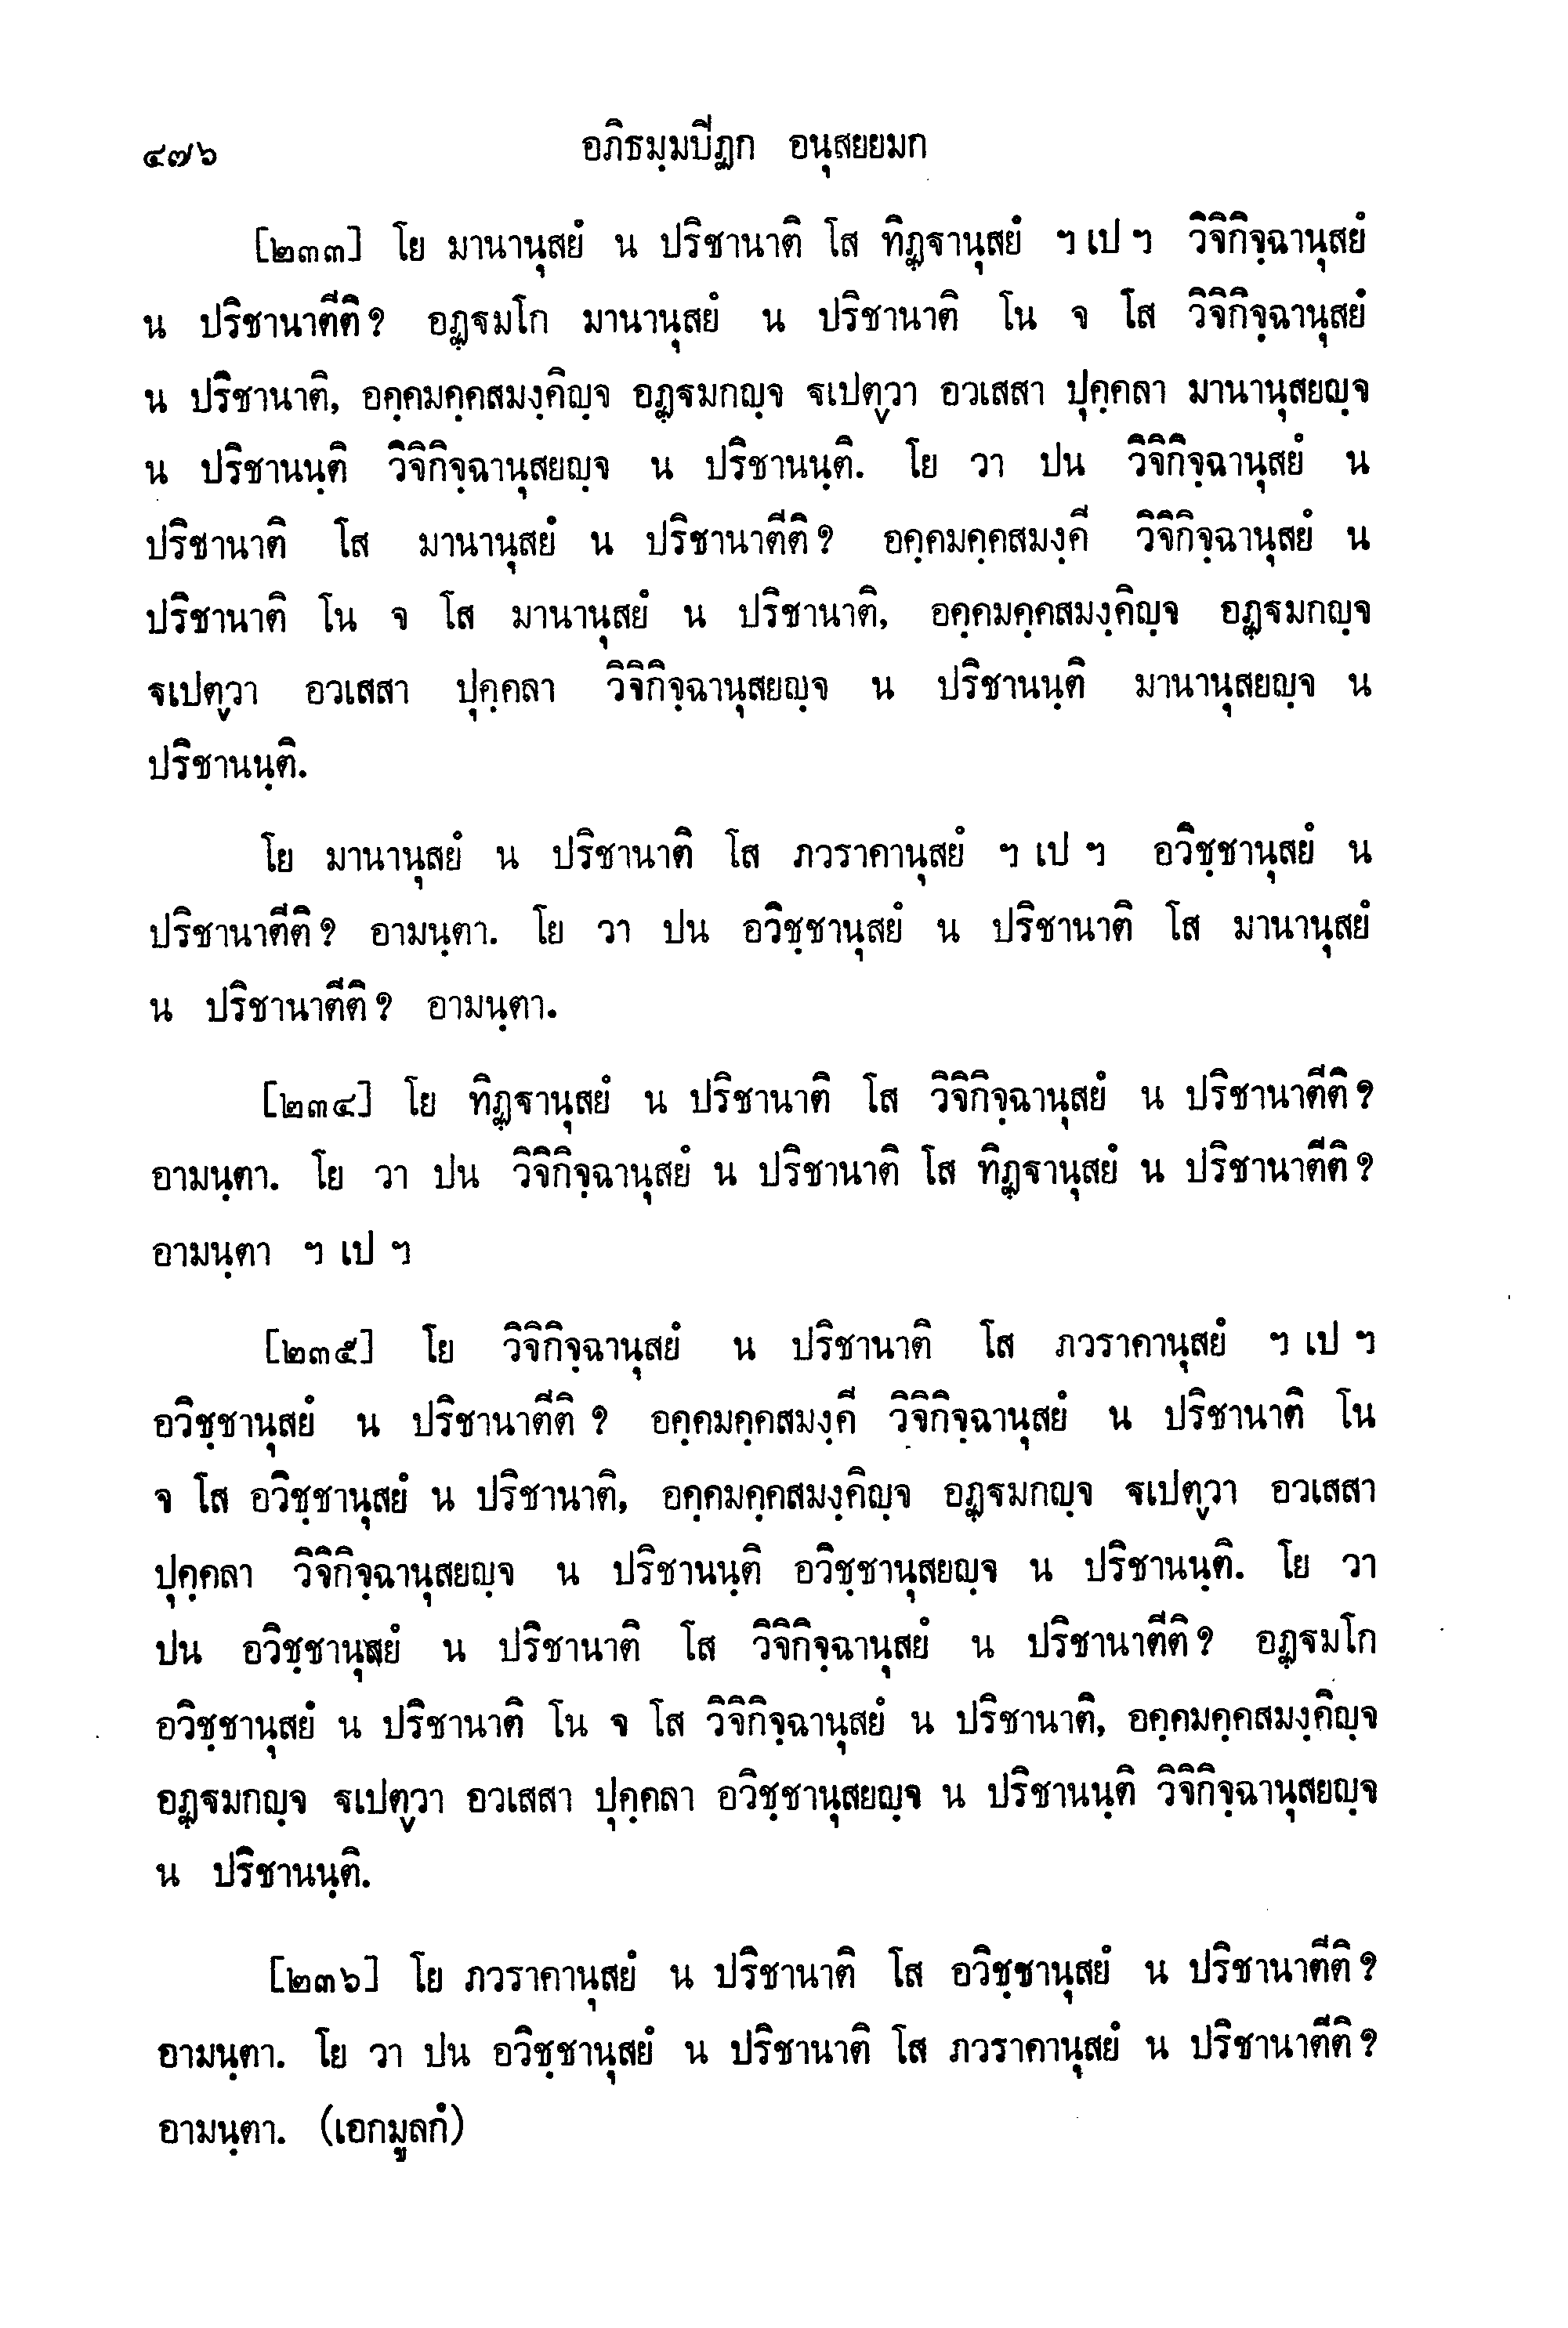 ๔๗๖ อภิธมฺมปีฏก อนุสยยมก
[๒๓๓] โย มานานุสยํ น ปริชานาติ โส ทิฏฺฐานุสยํ ฯ เป ฯ วิจิกิจฺฉานุสยํ
น ปริชานาตีติ? อฏฺฐมโก มานานุสยํ น ปริชานาติ โน จ โส วิจิกิจฺฉานุสยํ
น ปริชานาติ, อคฺคมคฺคสมงฺคิญฺจ อฏฺฐมกญฺจ ฐเปตฺวา อวเสสา ปุคฺคลา มานานุสยญฺจ
น ปริชานนฺติ วิจิกิจฺฉานุสยญฺจ น ปริชานนฺติ. โย วา ปน วิจิกิจฺฉานุสยํ น
ปริชานาติ โส มานานุสยํ น ปริชานาตีติ? อคฺคมคฺคสมงฺคี วิจิกิจฺฉานุสยํ น
ปริชานาติ โน จ โส มานานุสยํ น ปริชานาติ, อคฺคมคฺคสมงฺคิญฺจ อฏฺฐมกญฺจ
ฐเปตฺวา อวเสสา ปุคฺคลา วิจิกิจฺฉานุสยญฺจ น ปริชานนฺติ มานานุสยญฺจ น
ปริชานนฺติ.
โย มานานุสยํ น ปริชานาติ โส ภวราคานุสยํ ฯ เป ฯ อวิชฺชานุสยํ น
ปริชานาตีติ? อามนฺตา. โย วา ปน อวิชฺชานุสยํ น ปริชานาติ โส มานานุสยํ
น ปริชานาตีติ? อามนฺตา.
[๒๓๔] โย ทิฏฺฐานุสยํ น ปริชานาติ โส วิจิกิจฺฉานุสยํ น ปริชานาตีติ?
อามนฺตา. โย วา ปน วิจิกิจฺฉานุสยํ น ปริชานาติ โส ทิฏฺฐานุสยํ น ปริชานาตีติ?
อามนฺตา ฯ เป ฯ
[๒๓๕] โย วิจิกิจฺฉานุสยํ น ปริชานาติ โส ภวราคานุสยํ ฯ เป ฯ
อวิชฺชานุสยํ น ปริชานาตีติ ? อคฺคมคฺคสมงฺคี วิจิกิจฺฉานุสยํ น ปริชานาติ โน
จ โส อวิชฺชานุสยํ น ปริชานาติ, อคฺคมคฺคสมงฺคิญฺจ อฏฺฐมกญฺจ ฐเปตฺวา อวเสสา
ปุคฺคลา วิจิกิจฺฉานุสยญฺจ น ปริชานนฺติ อวิชฺชานุสยญฺจ น ปริชานนฺติ. โย วา
ปน อวิชฺชานุสยํ น ปริชานาติ โส วิจิกิจฺฉานุสยํ น ปริชานาตีติ? อฏฺฐมโก
อวิชฺชานุสยํ น ปริชานาติ โน จ โส วิจิกิจฺฉานุสยํ น ปริชานาติ, อคฺคมคฺคสมงฺคิญฺจ
อฏฺฐมกญฺจ ฐเปตฺวา อวเสสา ปุคฺคลา อวิชฺชานุสยญฺจ น ปริชานนฺติ วิจิกิจฺฉานุสยญฺจ
น ปริชานนฺติ.
[๒๓๖] โย ภวราคานุสยํ น ปริชานาติ โส อวิชฺชานุสยํ น ปริชานาตีติ?
อามนฺตา. โย วา ปน อวิชฺชานุสยํ น ปริชานาติ โส ภวราคานุสยํ น ปริชานาตีติ?
อามนฺตา. (เอกมูลกํ)